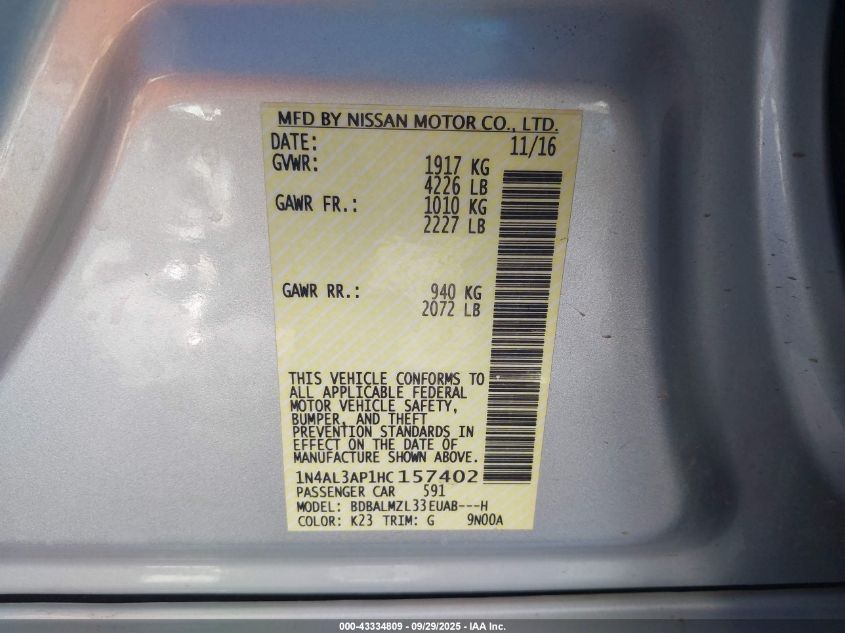 MFD BY NISSAN MOTOR CO., LTD.
DATE: 11/16
GVWR: 1917 KG
4226 LB
GAWR FR.: 1010 KG
2227 LB
GAWR RR.: 940 KG
2072 LB
THIS VEHICLE CONFORMS TO
ALL APPLICABLE FEDERAL
MOTOR VEHICLE SAFETY,
BUMPER, AND THEFT
PREVENTION STANDARDS IN
EFFECT ON THE DATE OF
MANUFACTURE SHOWN ABOVE.
1N4AL3AP1HC157402
PASSENGER CAR 591
MODEL: BDBALMZL33EUAB---H
COLOR: K23 TRIM: G 9N00A
000-43334809 - 09/29/2025 - IAA Inc.